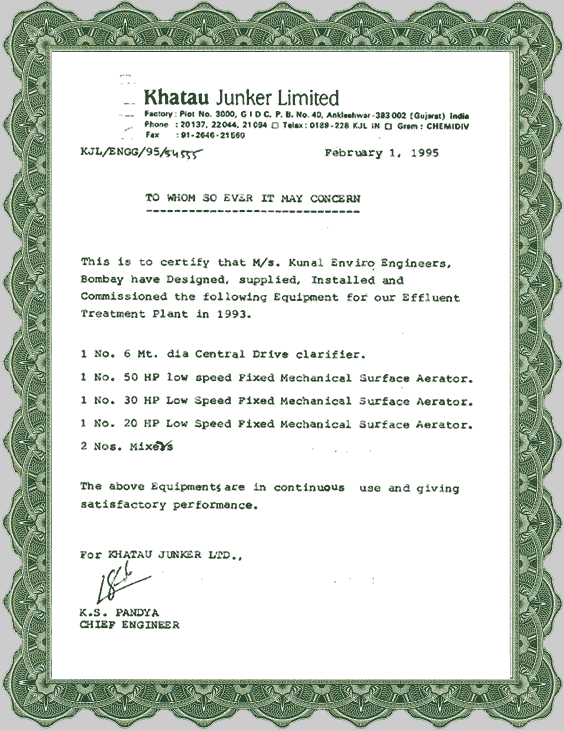 Khatau Junker Limited
Factory : Plot No. 3000, G I D C, P. B. No. 40, Ankleshwar-393 002 (Gujarat) India
Phone : 20137, 22044, 21094 □ Telex : 0189-228 KJL IN □ Gram : CHEMIDIV
Fax : 91-2646-21560
KJL/ENGG/95/54555
February 1, 1995
TO WHOM SO EVER IT MAY CONCERN
This is to certify that M/s. Kunal Enviro Engineers,
Bombay have Designed, supplied, Installed and
Commissioned the following Equipment for our Effluent
Treatment Plant in 1993.
1 No. 6 Mt. dia Central Drive clarifier.
1 No. 50 HP low speed Fixed Mechanical Surface Aerator.
1 No. 30 HP Low Speed Fixed Mechanical Surface Aerator.
1 No. 20 HP Low Speed Fixed Mechanical Surface Aerator.
2 Nos. Mixers
The above Equipments are in continuous use and giving
satisfactory performance.
For KHATAU JUNKER LTD.,
K.S. PANDYA
CHIEF ENGINEER